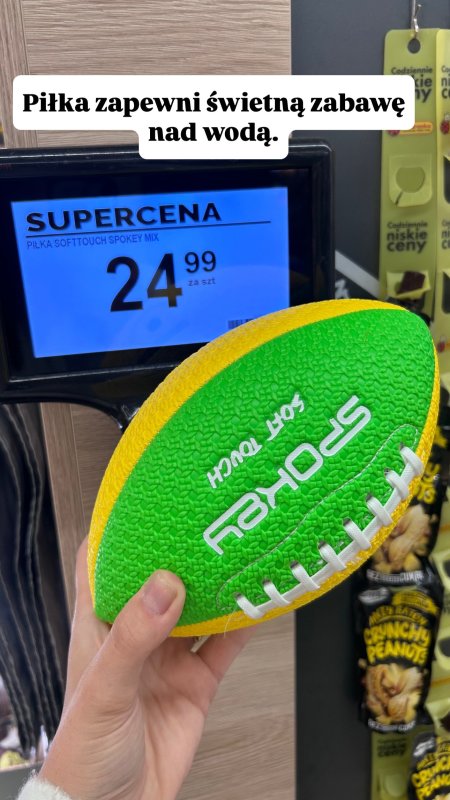 Piłka zapewni świetną zabawę
nad wodą.
SUPERCENA
PIŁKA SOFTTOUCH SPOKEY MIX
24 99
za szt
SOFT TOUCH
SPOKEY
Codziennie
niskie
ceny
Codziennie
niskie
ceny
CRUNCHY
PEANUTS
CRUNCHY